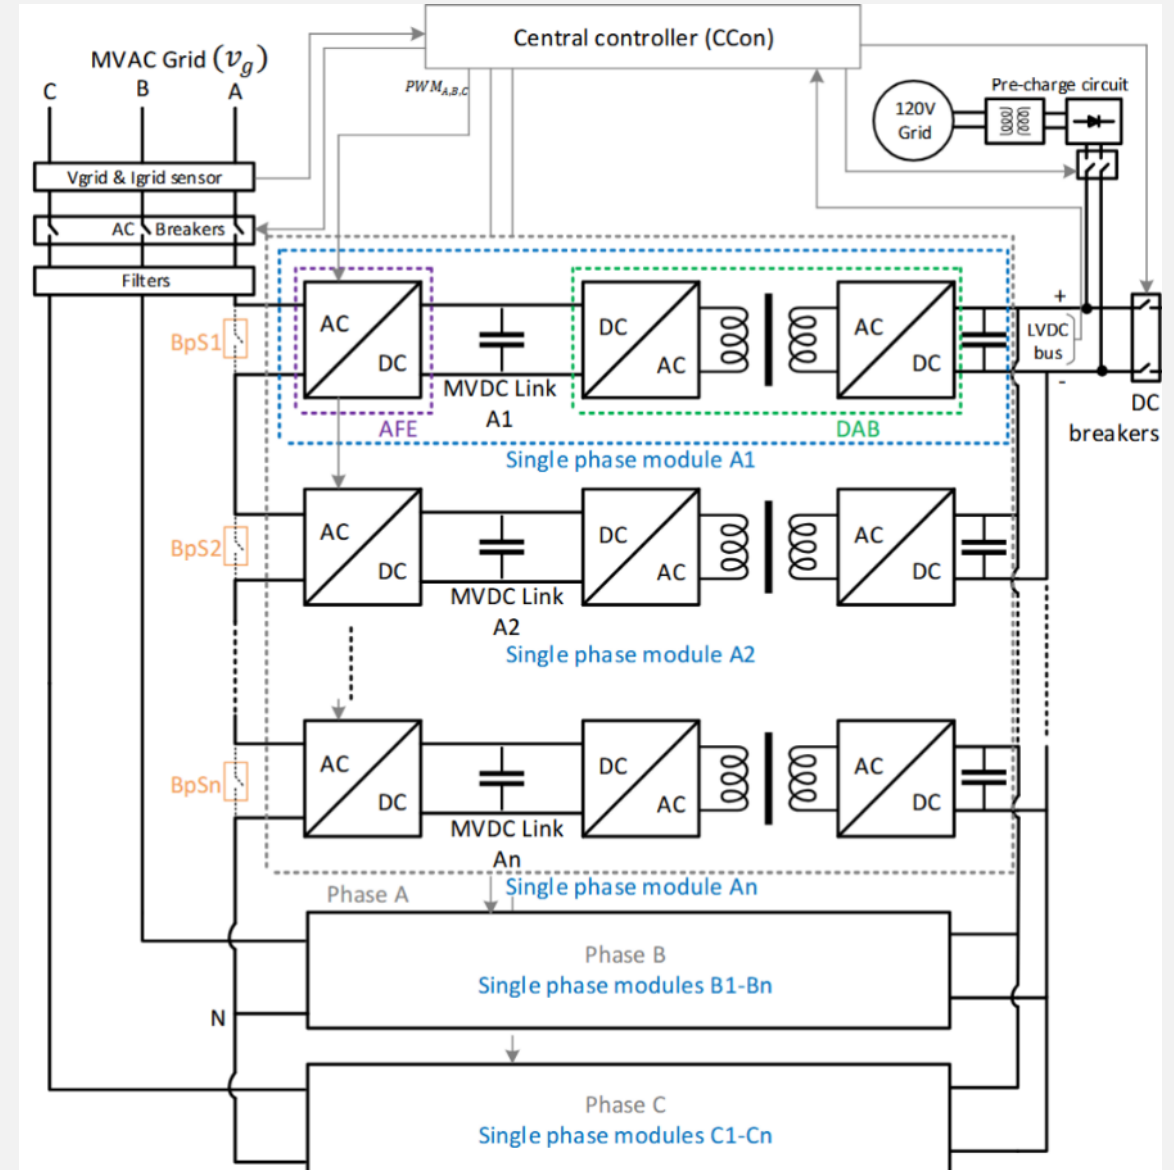 Central controller (CCon)
MVAC Grid (v_g)
C
B
A
PWM_A,B,C
Pre-charge circuit
120V
Grid
Vgrid & Igrid sensor
AC Breakers
Filters
BpS1
AC
DC
MVDC Link
A1
DC
AC
AC
DC
+
LVDC
bus
-
DC
breakers
AFE
DAB
Single phase module A1
BpS2
AC
DC
MVDC Link
A2
DC
AC
AC
DC
Single phase module A2
BpSn
AC
DC
MVDC Link
An
DC
AC
AC
DC
Single phase module An
Phase A
Phase B
Single phase modules B1-Bn
N
Phase C
Single phase modules C1-Cn